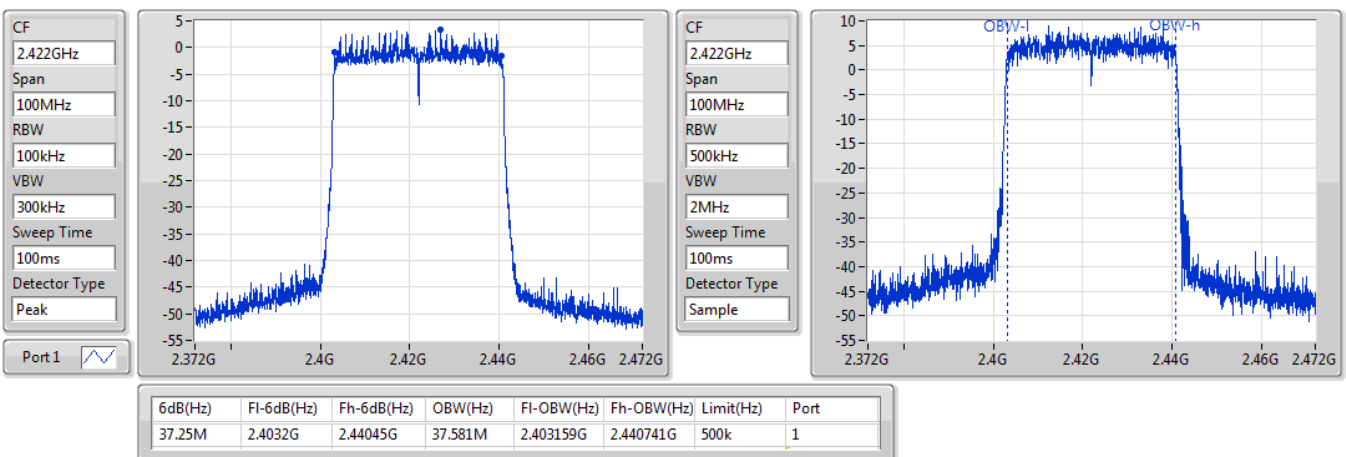 CF
2.422GHz
Span
100MHz
RBW
100kHz
VBW
300kHz
Sweep Time
100ms
Detector Type
Peak
Port 1
5
0
-5
-10
-15
-20
-25
-30
-35
-40
-45
-50
-55
2.372G 2.4G 2.42G 2.44G 2.46G 2.472G
CF
2.422GHz
Span
100MHz
RBW
500kHz
VBW
2MHz
Sweep Time
100ms
Detector Type
Sample
OBW-l OBW-h
10
5
0
-5
-10
-15
-20
-25
-30
-35
-40
-45
-50
-55
2.372G 2.4G 2.42G 2.44G 2.46G 2.472G
6dB(Hz) Fl-6dB(Hz) Fh-6dB(Hz) OBW(Hz) Fl-OBW(Hz) Fh-OBW(Hz) Limit(Hz) Port
37.25M 2.4032G 2.44045G 37.581M 2.403159G 2.440741G 500k 1